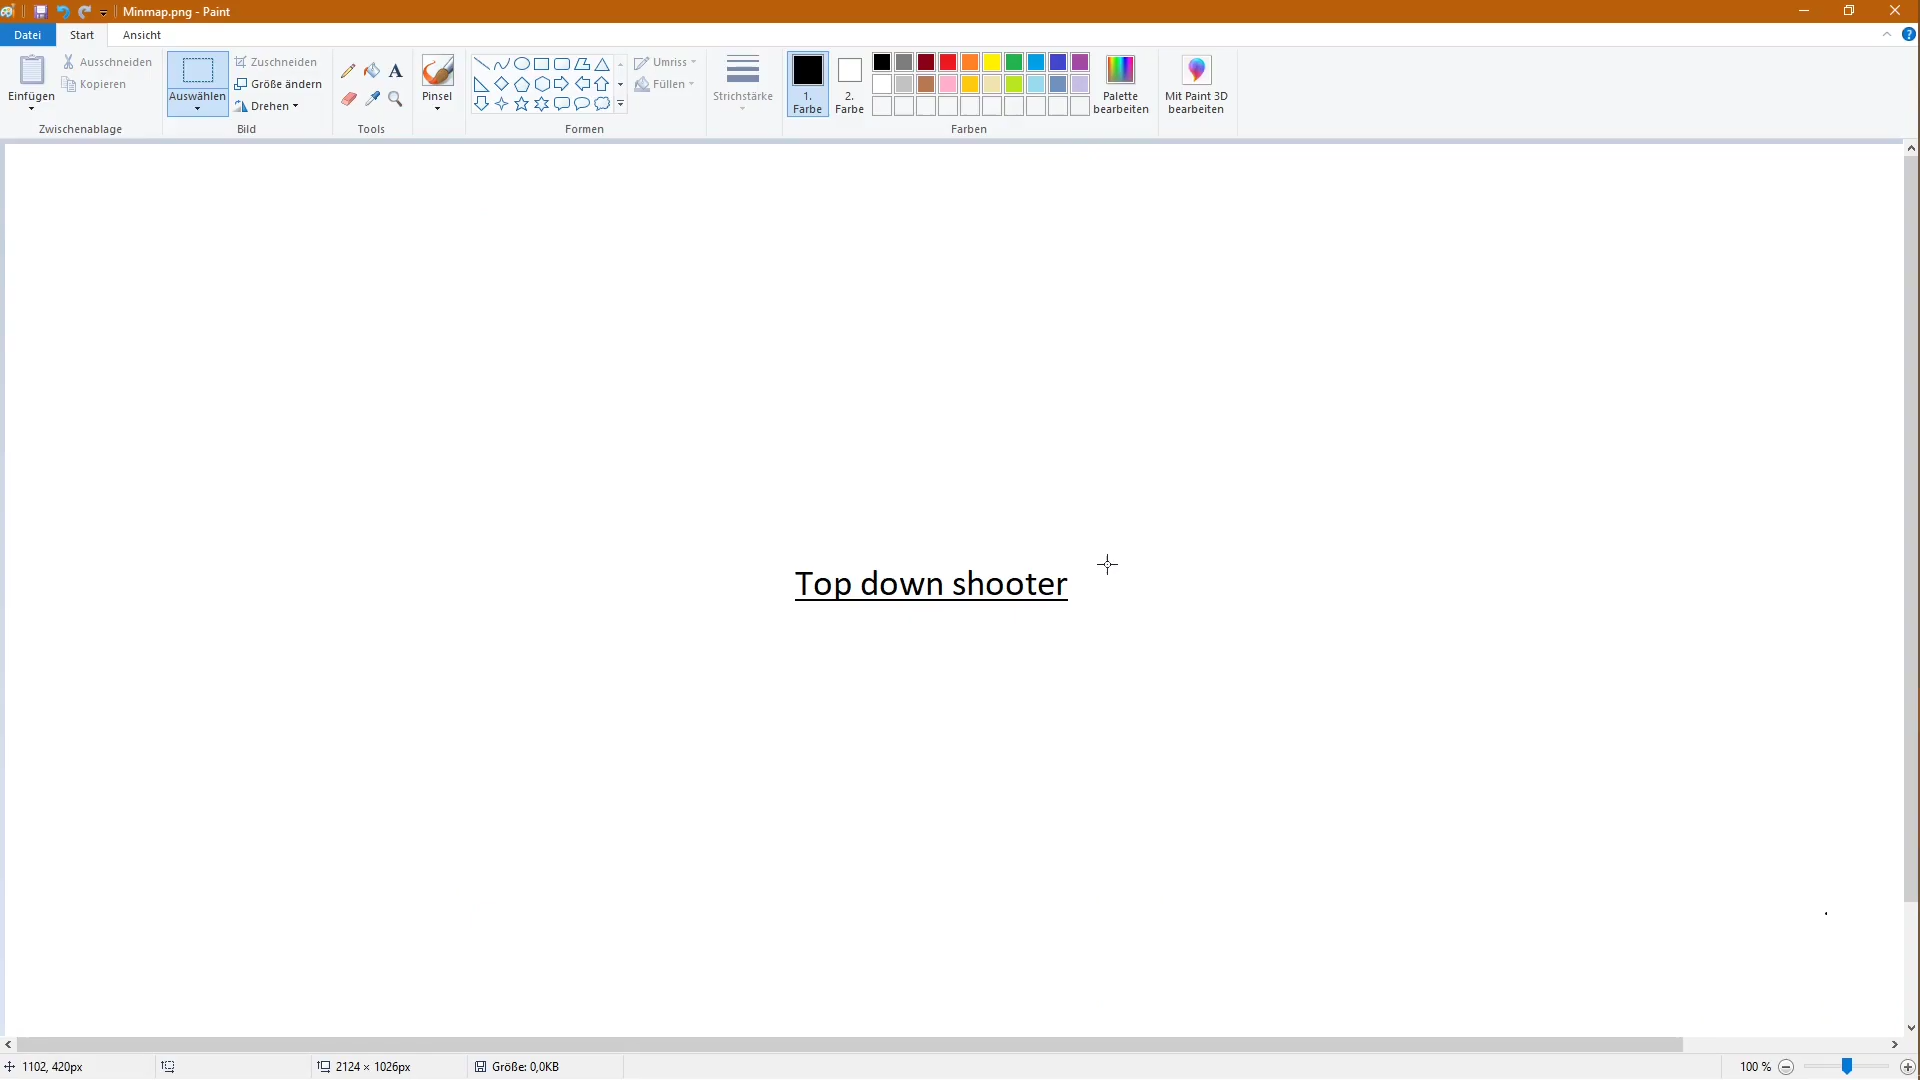 Minmap.png - Paint
Datei
Start
Ansicht
Einfügen
Ausschneiden
Kopieren
Zwischenablage
Auswählen
Zuschneiden
Größe ändern
Drehen
Bild
A
Tools
Pinsel
Formen
Umriss
Füllen
Strichstärke
1.
Farbe
2.
Farbe
Farben
Palette
bearbeiten
Mit Paint 3D
bearbeiten
?
Top down shooter
1102, 420px
2124 × 1026px
Größe: 0,0KB
100 %